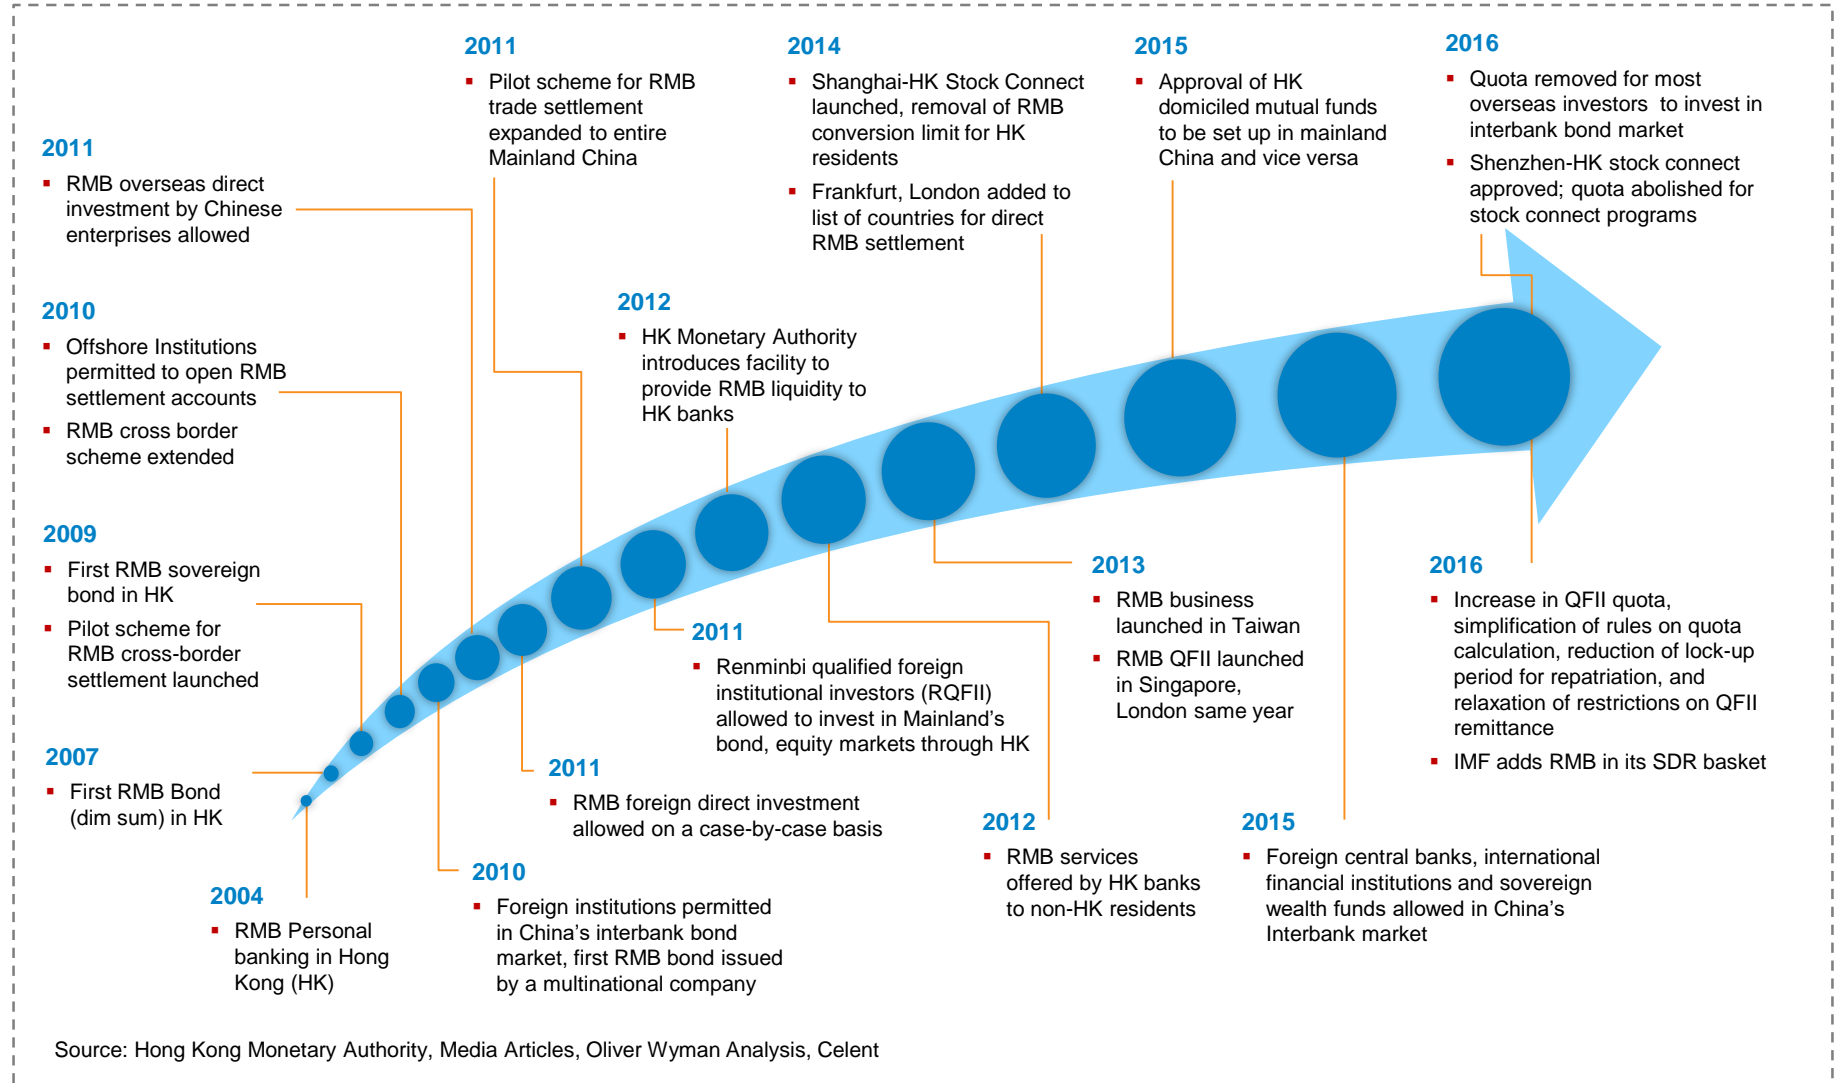 2011
Pilot scheme for RMB
trade settlement
expanded to entire
Mainland China
2014
Shanghai-HK Stock Connect
launched, removal of RMB
conversion limit for HK
residents
Frankfurt, London added to
list of countries for direct
RMB settlement
2015
Approval of HK
domiciled mutual funds
to be set up in mainland
China and vice versa
2016
Quota removed for most
overseas investors to invest in
interbank bond market
Shenzhen-HK stock connect
approved; quota abolished for
stock connect programs
2011
RMB overseas direct
investment by Chinese
enterprises allowed
2010
Offshore Institutions
permitted to open RMB
settlement accounts
RMB cross border
scheme extended
2012
HK Monetary Authority
introduces facility to
provide RMB liquidity to
HK banks
2009
First RMB sovereign
bond in HK
Pilot scheme for
RMB cross-border
settlement launched
2007
First RMB Bond
(dim sum) in HK
2004
RMB Personal
banking in Hong
Kong (HK)
2010
Foreign institutions permitted
in China’s interbank bond
market, first RMB bond issued
by a multinational company
2011
RMB foreign direct investment
allowed on a case-by-case basis
2011
Renminbi qualified foreign
institutional investors (RQFII)
allowed to invest in Mainland’s
bond, equity markets through HK
2012
RMB services
offered by HK banks
to non-HK residents
2013
RMB business
launched in Taiwan
RMB QFII launched
in Singapore,
London same year
2015
Foreign central banks, international
financial institutions and sovereign
wealth funds allowed in China’s
Interbank market
2016
Increase in QFII quota,
simplification of rules on quota
calculation, reduction of lock-up
period for repatriation, and
relaxation of restrictions on QFII
remittance
IMF adds RMB in its SDR basket
Source: Hong Kong Monetary Authority, Media Articles, Oliver Wyman Analysis, Celent